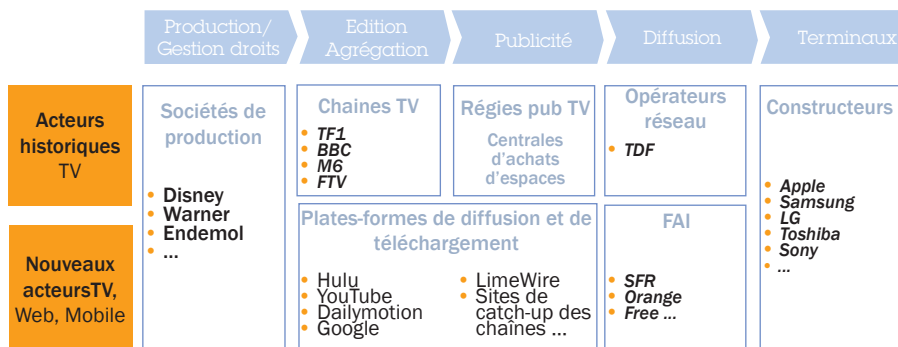 Production/
Gestion droits
Edition
Agrégation
Publicité
Diffusion
Terminaux
Acteurs
historiques
TV
Sociétés de
production
• Disney
• Warner
• Endemol
• ...
Chaines TV
• TF1
• BBC
• M6
• FTV
Régies pub TV
Centrales
d'achats
d'espaces
Opérateurs
réseau
• TDF
Constructeurs
• Apple
• Samsung
• LG
• Toshiba
• Sony
• ...
Nouveaux
acteursTV,
Web, Mobile
Plates-formes de diffusion et de
téléchargement
• Hulu
• YouTube
• Dailymotion
• Google
• LimeWire
• Sites de
catch-up des
chaînes ...
FAI
• SFR
• Orange
• Free ...